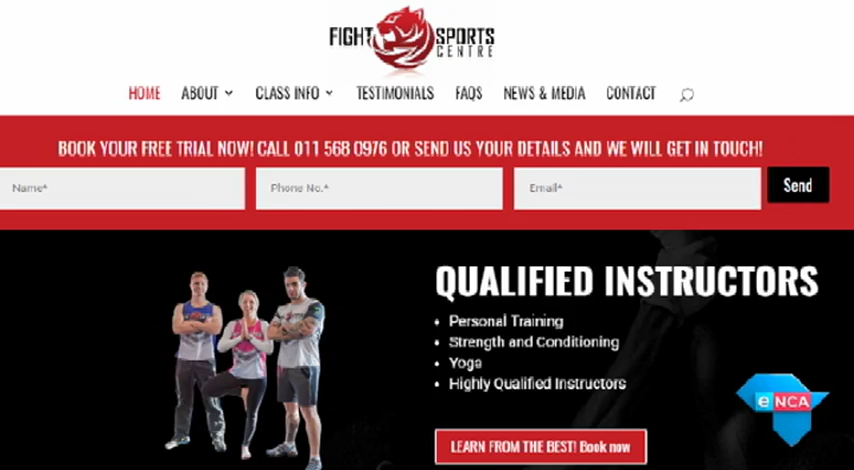 FIGHT SPORTS
CENTRE
HOME ABOUT CLASS INFO TESTIMONIALS FAQS NEWS & MEDIA CONTACT
BOOK YOUR FREE TRIAL NOW! CALL 011 568 0976 OR SEND US YOUR DETAILS AND WE WILL GET IN TOUCH!
Name* Phone No.* Email* Send
QUALIFIED INSTRUCTORS
• Personal Training
• Strength and Conditioning
• Yoga
• Highly Qualified Instructors
LEARN FROM THE BEST! Book now
eNCA